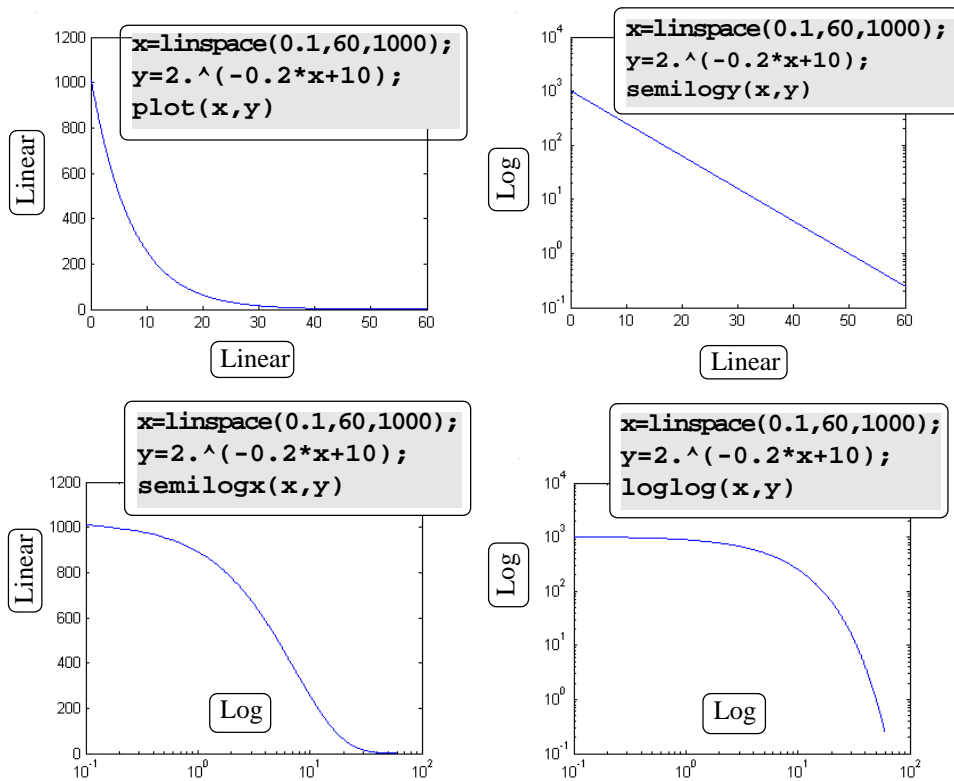 x=linspace(0.1,60,1000);
y=2.^(-0.2*x+10);
plot(x,y)
1200
1000
800
600
400
200
0
Linear
0 10 20 30 40 50 60
Linear
x=linspace(0.1,60,1000);
y=2.^(-0.2*x+10);
semilogy(x,y)
10^4
10^3
10^2
10^1
10^0
10^-1
Log
0 10 20 30 40 50 60
Linear
x=linspace(0.1,60,1000);
y=2.^(-0.2*x+10);
semilogx(x,y)
1200
1000
800
600
400
200
0
Linear
Log
10^-1 10^0 10^1 10^2
x=linspace(0.1,60,1000);
y=2.^(-0.2*x+10);
loglog(x,y)
10^4
10^3
10^2
10^1
10^0
10^-1
Log
Log
10^-1 10^0 10^1 10^2